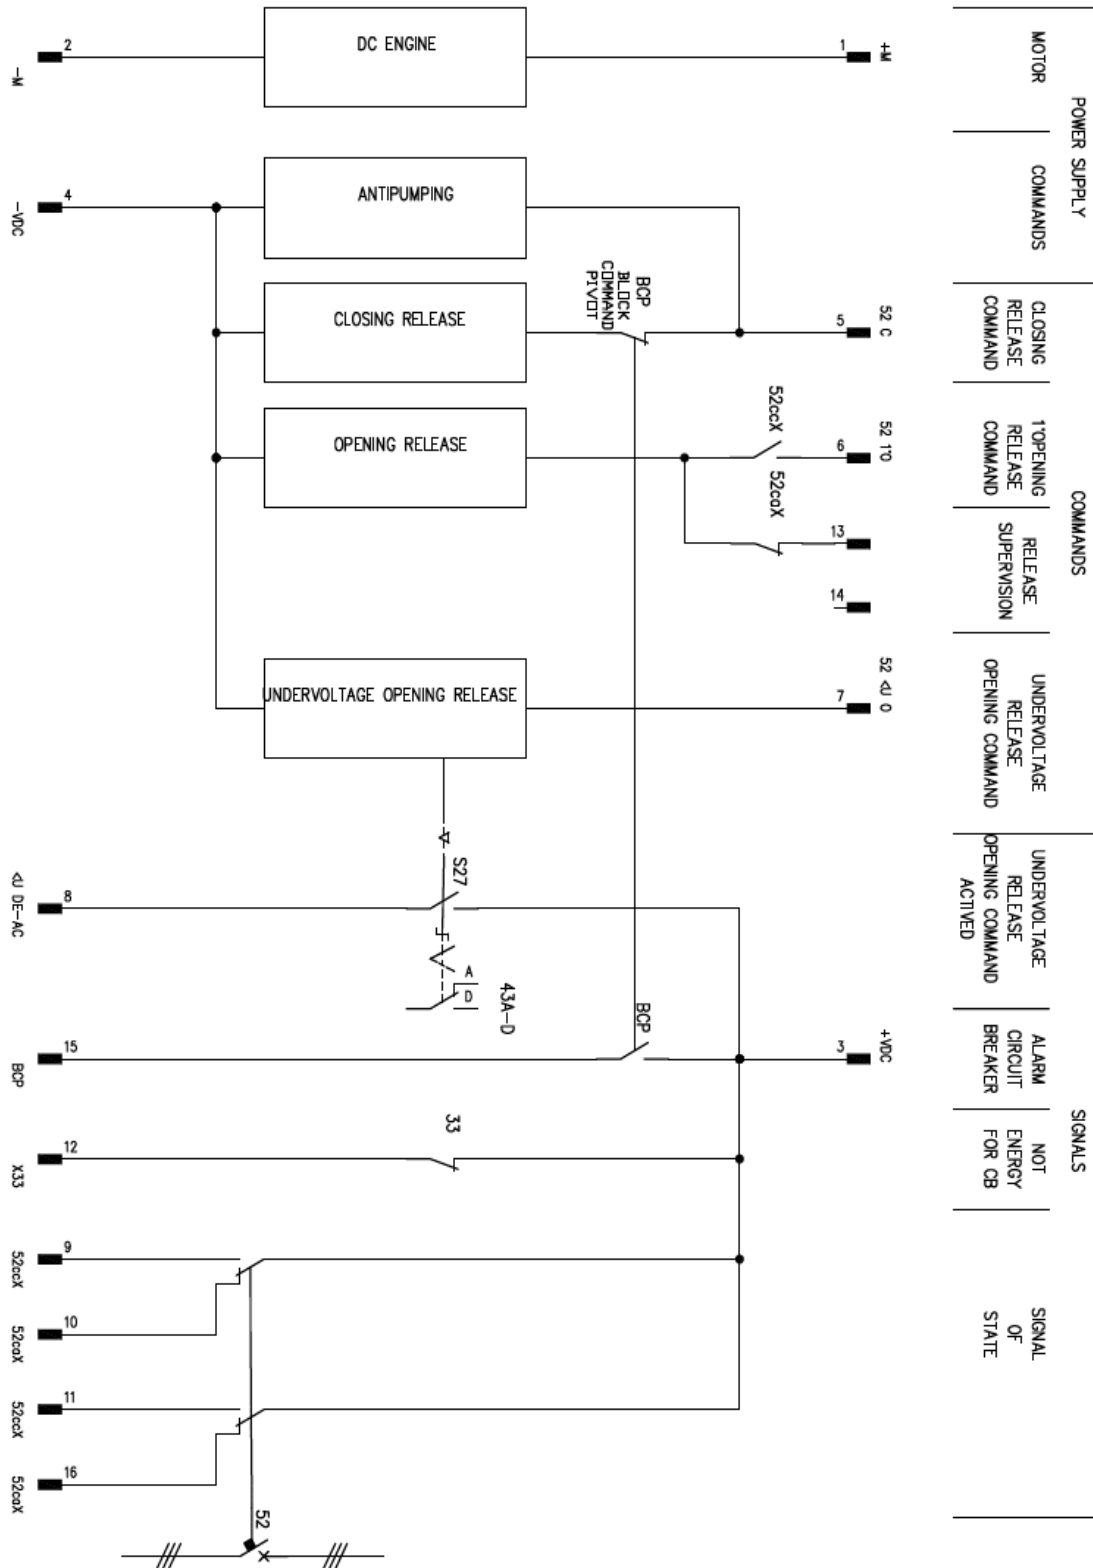 DC ENGINE
2
-M
1
+M
MOTOR
POWER SUPPLY
ANTIPUMPING
4
-VDC
COMMANDS
CLOSING RELEASE
BCP
BLOCK
COMMAND
PIVOT
5
52 C
CLOSING
RELEASE
COMMAND
OPENING RELEASE
52ccX
6
52 1°O
1°OPENING
RELEASE
COMMAND
52caX
13
14
RELEASE
SUPERVISION
COMMANDS
UNDERVOLTAGE OPENING RELEASE
7
52 <U O
UNDERVOLTAGE
RELEASE
OPENING COMMAND
8
<U DE-AC
S27
A
D
43A-D
UNDERVOLTAGE
RELEASE
OPENING COMMAND
ACTIVED
15
BCP
BCP
3
+VDC
ALARM
CIRCUIT
BREAKER
12
X33
33
NOT
ENERGY
FOR CB
SIGNALS
9
52ccX
10
52caX
11
52ccX
16
52caX
SIGNAL
OF
STATE
52